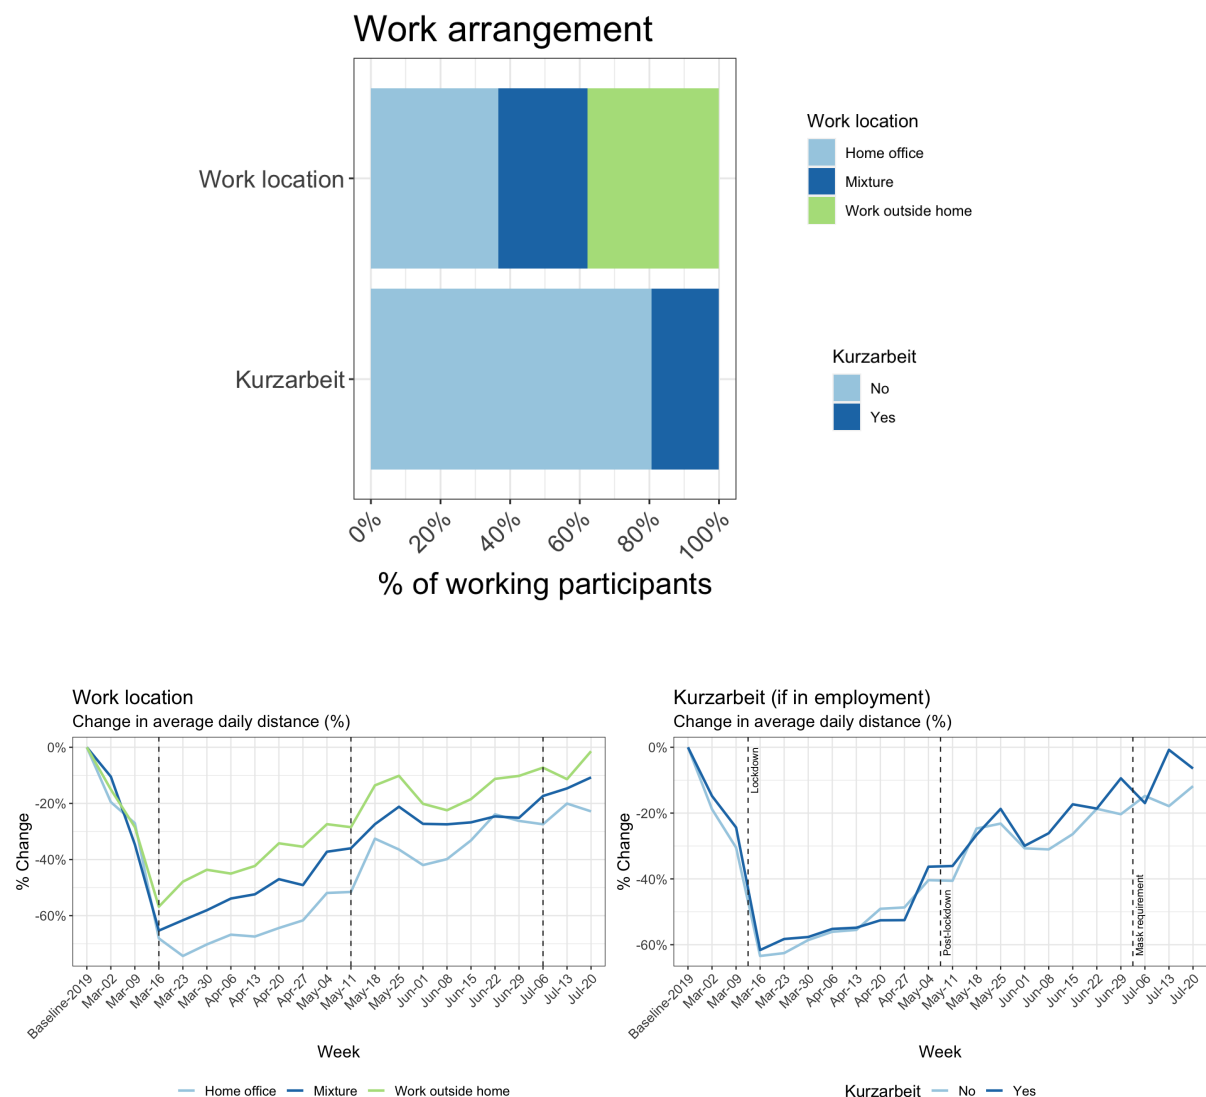 Work arrangement
Work location
Kurzarbeit
0%
20%
40%
60%
80%
100%
% of working participants
Work location
Home office
Mixture
Work outside home
Kurzarbeit
No
Yes
Work location
Change in average daily distance (%)
% Change
0%
-20%
-40%
-60%
Baseline-2019
Mar-02
Mar-09
Mar-16
Mar-23
Mar-30
Apr-06
Apr-13
Apr-20
Apr-27
May-04
May-11
May-18
May-25
Jun-01
Jun-08
Jun-15
Jun-22
Jun-29
Jul-06
Jul-13
Jul-20
Week
Home office
Mixture
Work outside home
Kurzarbeit (if in employment)
Change in average daily distance (%)
% Change
0%
-20%
-40%
-60%
Lockdown
Post-lockdown
Mask requirement
Baseline-2019
Mar-02
Mar-09
Mar-16
Mar-23
Mar-30
Apr-06
Apr-13
Apr-20
Apr-27
May-04
May-11
May-18
May-25
Jun-01
Jun-08
Jun-15
Jun-22
Jun-29
Jul-06
Jul-13
Jul-20
Week
Kurzarbeit
No
Yes